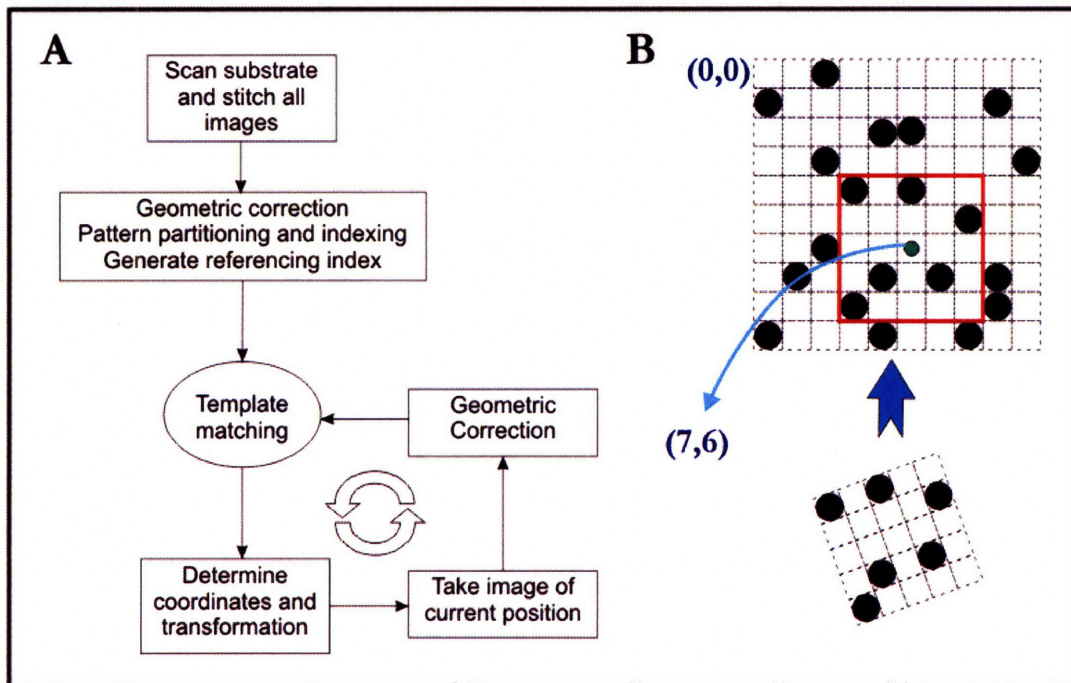 A
Scan substrate
and stitch all
images
Geometric correction
Pattern partitioning and indexing
Generate referencing index
Template
matching
Geometric
Correction
Determine
coordinates and
transformation
Take image of
current position
B
(0,0)
(7,6)